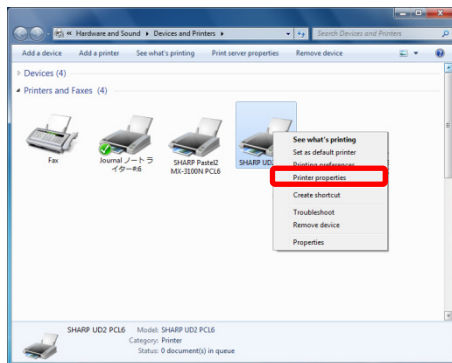 « Hardware and Sound ▸ Devices and Printers ▸
Search Devices and Printers
Add a device Add a printer See what's printing Print server properties Remove device
Devices (4)
Printers and Faxes (4)
Fax
Journal ノートラ
イター#:6
SHARP Pastel2
MX-3100N PCL6
SHARP UD2
See what's printing
Set as default printer
Printing preferences
Printer properties
Create shortcut
Troubleshoot
Remove device
Properties
SHARP UD2 PCL6 Model: SHARP UD2 PCL6
Category: Printer
Status: 0 document(s) in queue